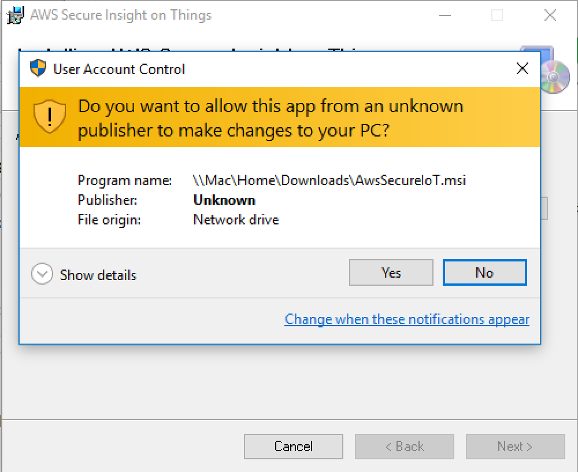 AWS Secure Insight on Things
User Account Control
Do you want to allow this app from an unknown
publisher to make changes to your PC?
Program name: \\Mac\Home\Downloads\AwsSecureIoT.msi
Publisher: Unknown
File origin: Network drive
Show details
Yes
No
Change when these notifications appear
Cancel
< Back
Next >